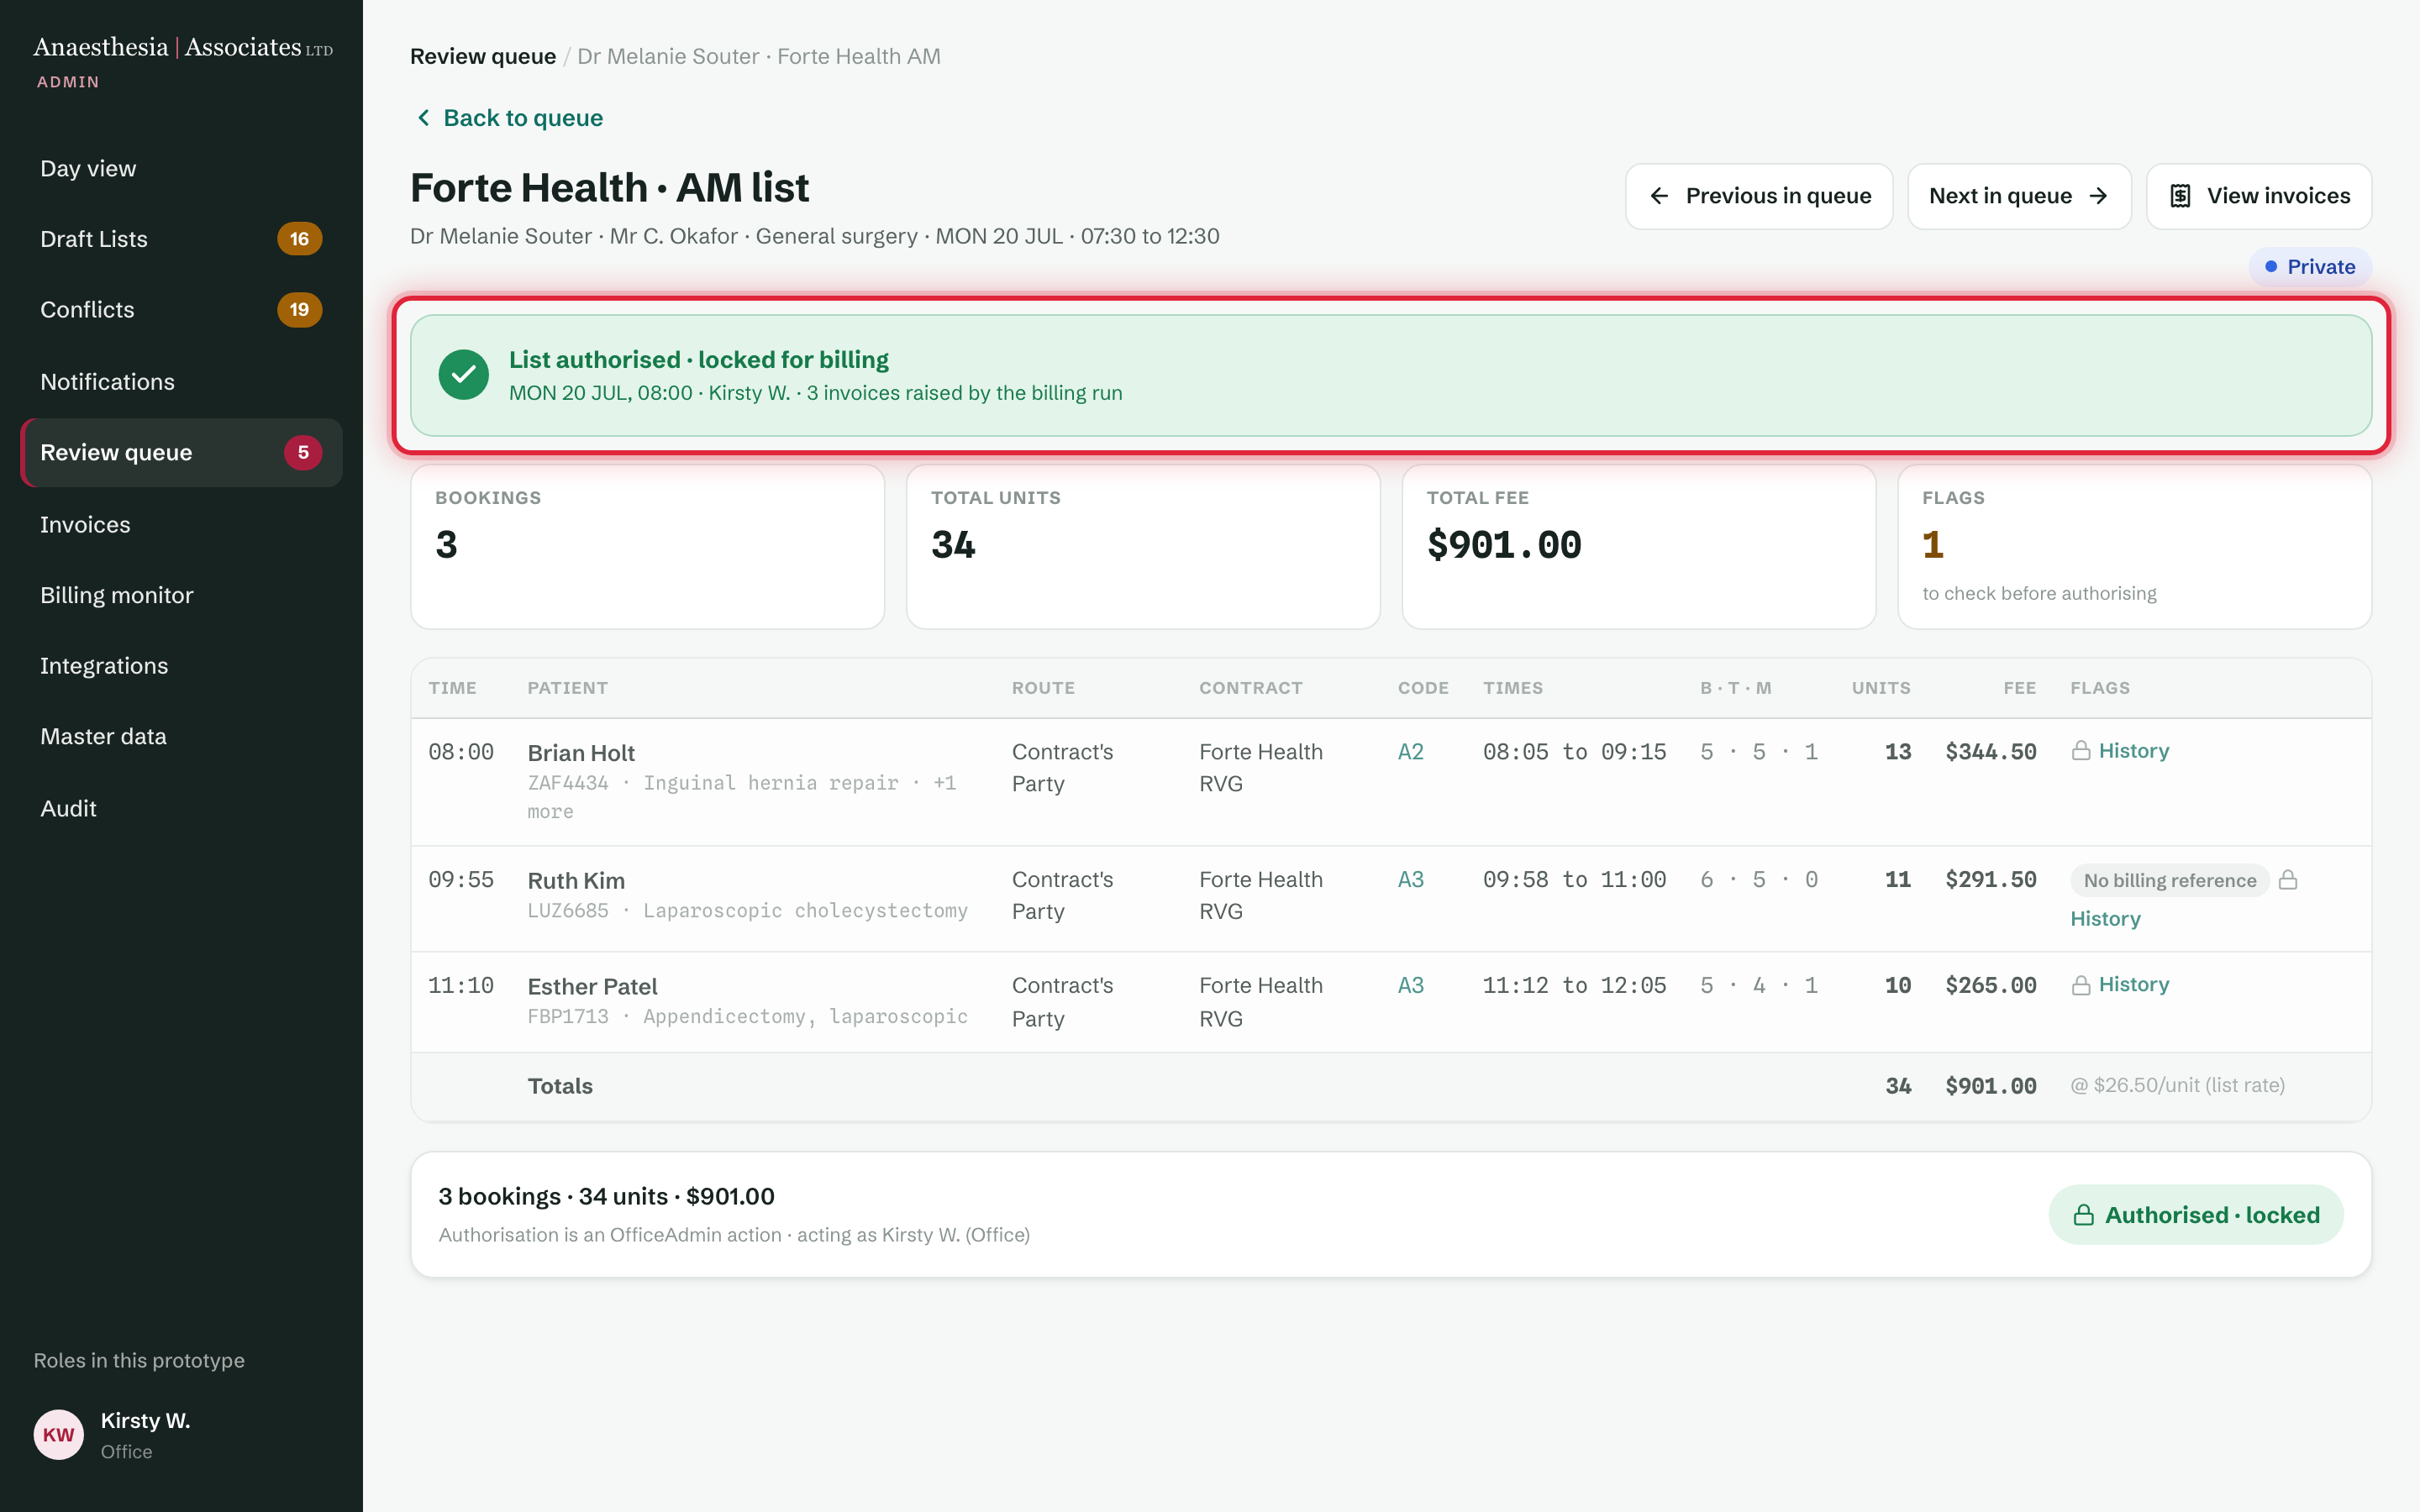 Anaesthesia | Associates LTD
ADMIN
Day view
Draft Lists 16
Conflicts 19
Notifications
Review queue 5
Invoices
Billing monitor
Integrations
Master data
Audit
Roles in this prototype
KW
Kirsty W.
Office
Review queue / Dr Melanie Souter · Forte Health AM
Back to queue
Forte Health · AM list
Dr Melanie Souter · Mr C. Okafor · General surgery · MON 20 JUL · 07:30 to 12:30
Previous in queue
Next in queue
View invoices
Private
List authorised · locked for billing
MON 20 JUL, 08:00 · Kirsty W. · 3 invoices raised by the billing run
BOOKINGS
3
TOTAL UNITS
34
TOTAL FEE
$901.00
FLAGS
1
to check before authorising
TIME PATIENT ROUTE CONTRACT CODE TIMES B · T · M UNITS FEE FLAGS
08:00 Brian Holt Contract's Forte Health A2 08:05 to 09:15 5 · 5 · 1 13 $344.50 History
ZAF4434 · Inguinal hernia repair · +1 Party RVG
more
09:55 Ruth Kim Contract's Forte Health A3 09:58 to 11:00 6 · 5 · 0 11 $291.50 No billing reference
LUZ6685 · Laparoscopic cholecystectomy Party RVG History
11:10 Esther Patel Contract's Forte Health A3 11:12 to 12:05 5 · 4 · 1 10 $265.00 History
FBP1713 · Appendicectomy, laparoscopic Party RVG
Totals 34 $901.00 @ $26.50/unit (list rate)
3 bookings · 34 units · $901.00
Authorisation is an OfficeAdmin action · acting as Kirsty W. (Office)
Authorised · locked